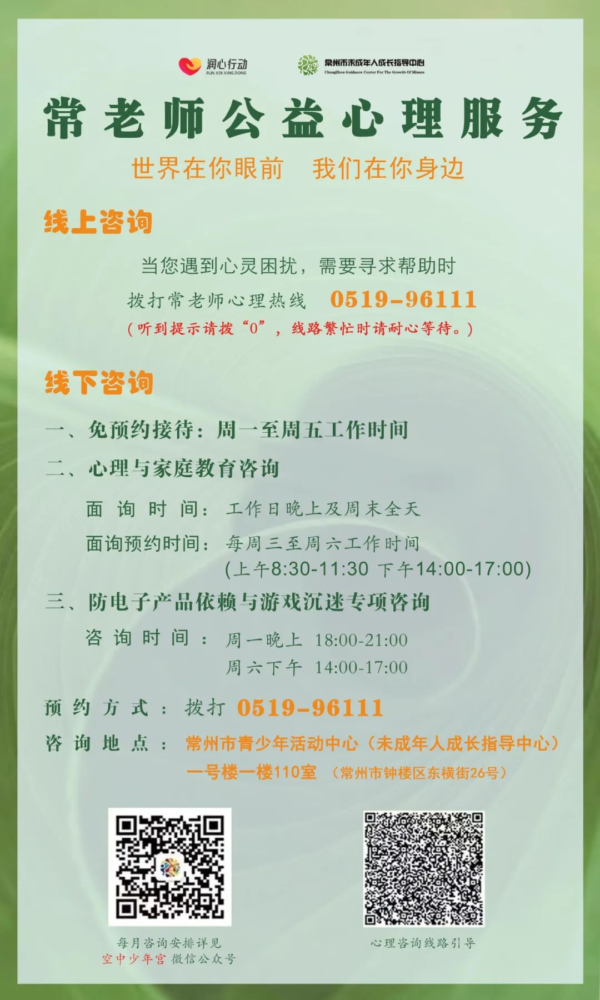 润心行动
RUN XIN XING DONG
常州市未成年人成长指导中心
ChangZhou Guidance Center For The Growth Of Minors
常老师公益心理服务
世界在你眼前 我们在你身边
线上咨询
当您遇到心灵困扰，需要寻求帮助时
拨打常老师心理热线 0519-96111
(听到提示请拨“0”，线路繁忙时请耐心等待。)
线下咨询
一、免预约接待：周一至周五工作时间
二、心理与家庭教育咨询
面询时间：工作日晚上及周末全天
面询预约时间：每周三至周六工作时间
(上午8:30-11:30 下午14:00-17:00)
三、防电子产品依赖与游戏沉迷专项咨询
咨询时间：周一晚上 18:00-21:00
周六下午 14:00-17:00
预约方式：拨打 0519-96111
咨询地点：常州市青少年活动中心（未成年人成长指导中心）
一号楼一楼110室（常州市钟楼区东横街26号）
每月咨询安排详见
空中少年宫 微信公众号
心理咨询线路引导